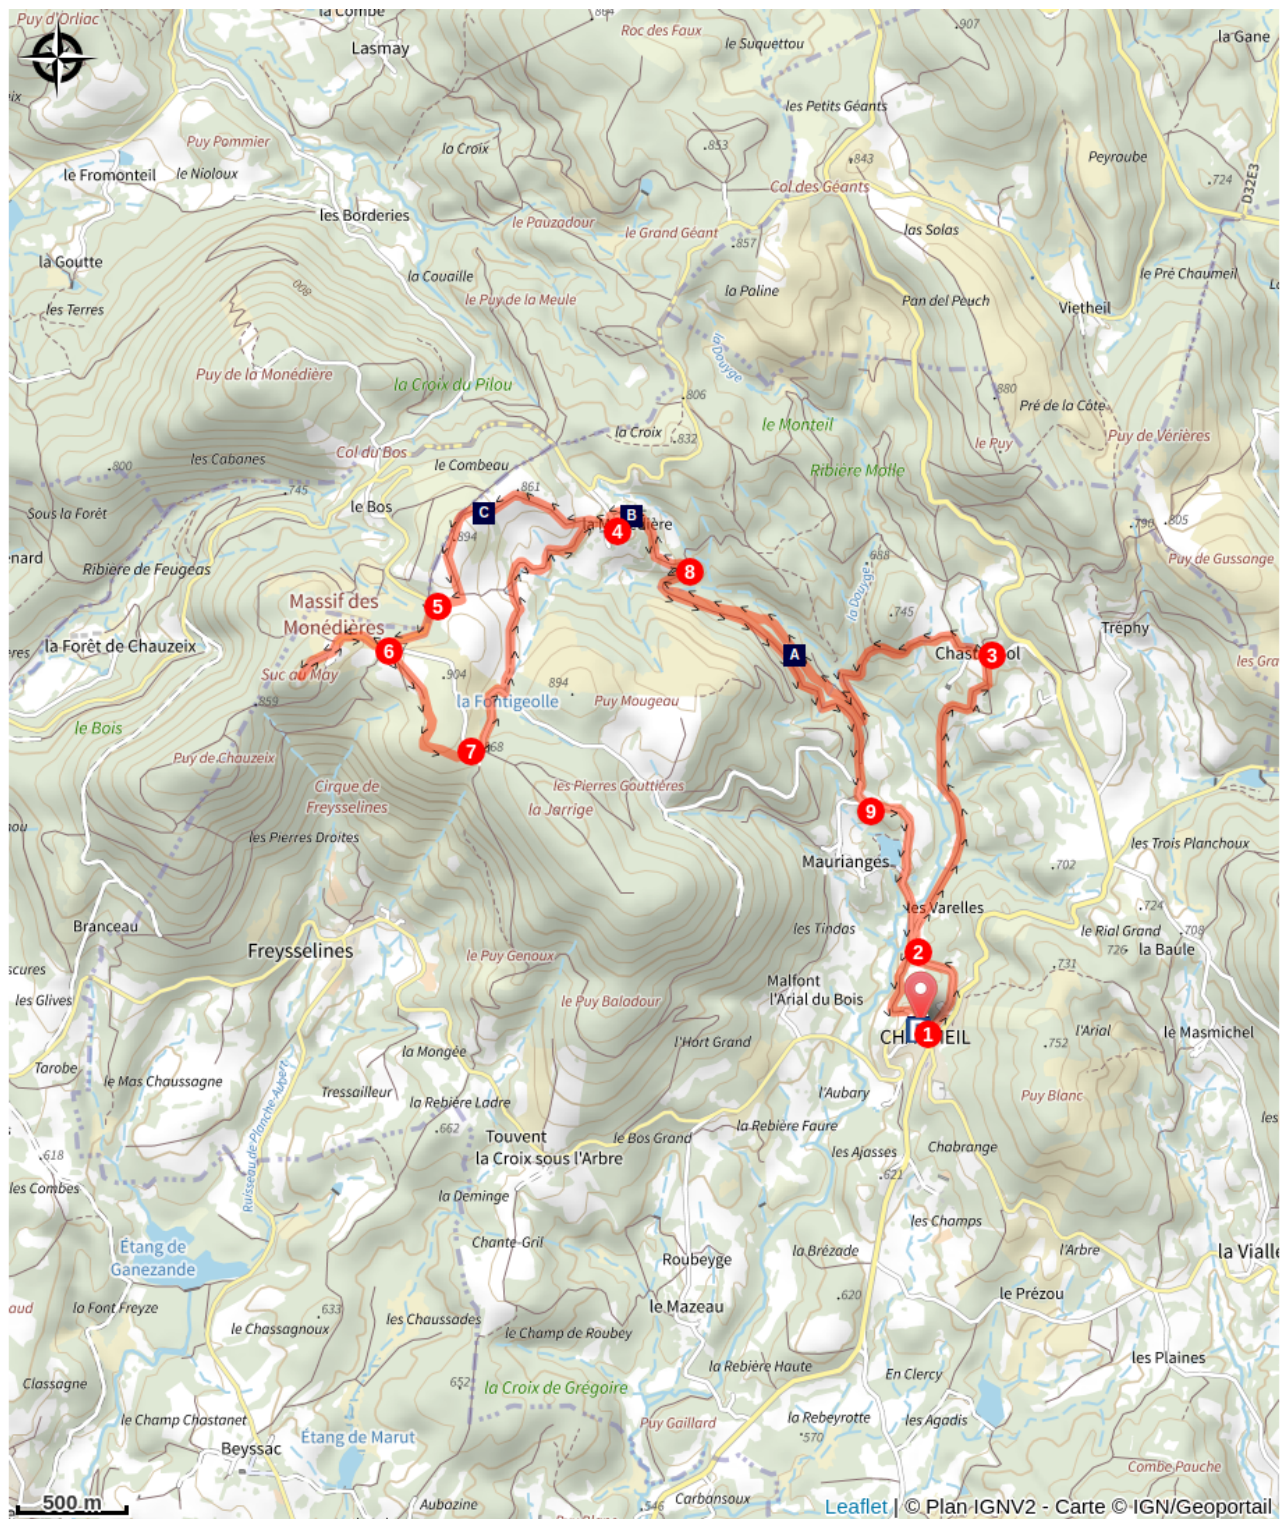 Puy d'Orliac
la Combe
864
Roc des Faux
907
la Gane
Lasmay
le Suquettou
les Petits Géants
Puy Pommier
la Croix
853
843
Peyraube
le Fromonteil
le Nioloux
Col des Géants
724
D32E3
les Borderies
le Pauzadour
le Grand Géant
857
las Solas
la Goutte
la Couaille
le Pré Chaumeil
les Terres
800
le Puy de la Meule
la Paline
Pan del Peuch
Vietheil
la Douyge
Puy de la Monédière
la Croix du Pilou
806
880
Pré de la Côte
la Croix
832
le Monteil
le Puy
Puy de Vérières
Col du Bos
800
les Cabanes
le Combeau
Ribière Molle
745
861
Sous la Forêt
le Bos
C
B
la Monédière
4
790
805
enard
894
Ribière de Feugeas
8
688
Puy de Gussange
la Douyge
Massif des
Monédières
5
745
Tréphy
la Forêt de Chauzeix
6
A
Chastagnol
3
Suc au May
904
894
859
la Fontigeolle
Puy Mougeau
le Bois
7
68
Puy de Chauzeix
Cirque de
Freysselines
les Pierres Gouttières
la Jarrige
9
les Pierres Droites
Maurianges
les Trois Planchoux
702
les Varelles
724
Branceau
les Tindas
le Rial Grand
708
Freysselines
le Puy Genoux
2
726
la Baule
731
les Glives
Malfont
l'Arial du Bois
le Puy Baladour
CHAUMEIL
1
l'Arial
le Masmichel
l'Hort Grand
752
la Mongée
Tarobe
le Mas Chaussagne
Tressailleur
la Rebière Ladre
l'Aubary
Puy Blanc
Ruisseau de Planche-Aubert
662
Touvent
la Croix sous l'Arbre
le Bos Grand
la Rebière Faure
les Ajasses
Chabrange
618
621
les Combes
la Deminge
les Champs
Étang de
Ganezande
Chante-Gril
Roubeyge
la Brézade
l'Arbre
la Font Freyze
633
le Chassagnoux
les Chaussades
le Champ de Roubey
le Mazeau
620
le Prézou
la Rebière Haute
les Plaines
Classagne
652
la Croix de Grégoire
En Clercy
le Champ Chastanet
Puy Gaillard
la Rebeyrotte
les Agadis
Beyssac
Étang de Marut
570
Combe Pauche
Aubazine
Carbansoux
546
500 m
Leaflet | © Plan IGNV2 - Carte © IGN/Geoportail